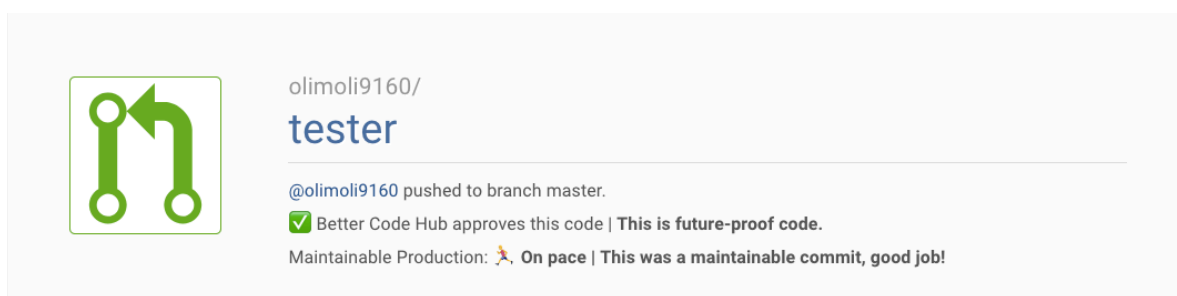 olimoli9160/
tester
@olimoli9160 pushed to branch master.
✅ Better Code Hub approves this code | This is future-proof code.
Maintainable Production: 🏃 On pace | This was a maintainable commit, good job!